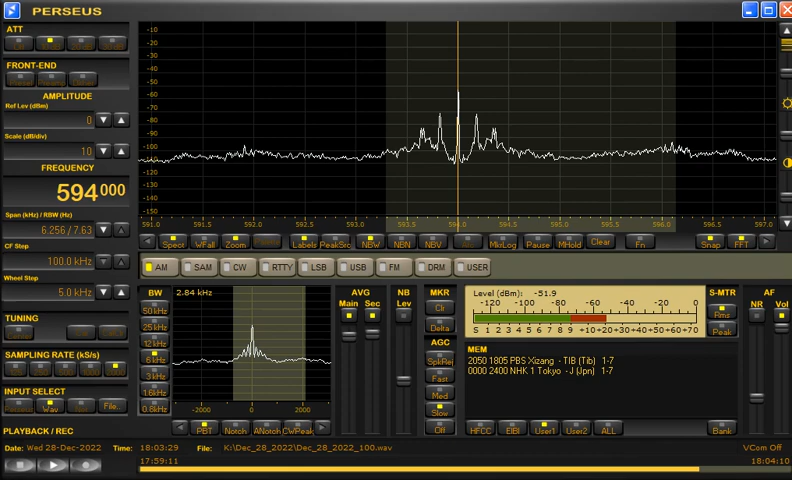 PERSEUS
ATT
FRONT-END
AMPLITUDE
Ref Lev (dBm)
0
Scale (dB/div)
10
FREQUENCY
594000
Span (kHz) / RBW (Hz)
6.256 / 7.63
CF Step
100.0 kHz
Wheel Step
5.0 kHz
TUNING
SAMPLING RATE (kS/s)
INPUT SELECT
Wav
File..
-10
-20
-30
-40
-50
-60
-70
-80
-90
-100
-110
-120
-130
-140
-150
591.0 591.5 592.0 592.5 593.0 593.5 594.0 594.5 595.0 595.5 596.0 596.5 597.0
Spect WFall Zoom Labels PeakSrc NBW NBN NBV MkrLog Pause MHold Clear Fn Snap FFT
AM SAM CW RTTY LSB USB FM DRM USER
BW
50 kHz
25 kHz
12 kHz
6 kHz
3 kHz
1.6kHz
0.8kHz
2.84 kHz
-2000 0 2000
PBT Notch ANotch CWPeak
AVG
Main Sec
NB
Lev
MKR
Clr
Delta
AGC
Fast
Med
Slow
Off
Level (dBm): -51.9
-120 -100 -80 -60 -40 -20 0
S 1 2 3 4 5 6 7 8 9 +10 +20 +30 +40 +50 +60 +70
S-MTR
Rms
Peak
AF
NR Vol
MEM
2050 1805 PBS Xizang - TIB (Tib) 1-7
0000 2400 NHK 1 Tokyo - J (Jpn) 1-7
HFCC EIBI User1 User2 ALL Bank
PLAYBACK / REC
Date: Wed 28-Dec-2022 Time: 18:03:29 File: K:\Dec_28_2022\Dec_28_2022_100.wav VCom Off
17:59:11 18:04:10